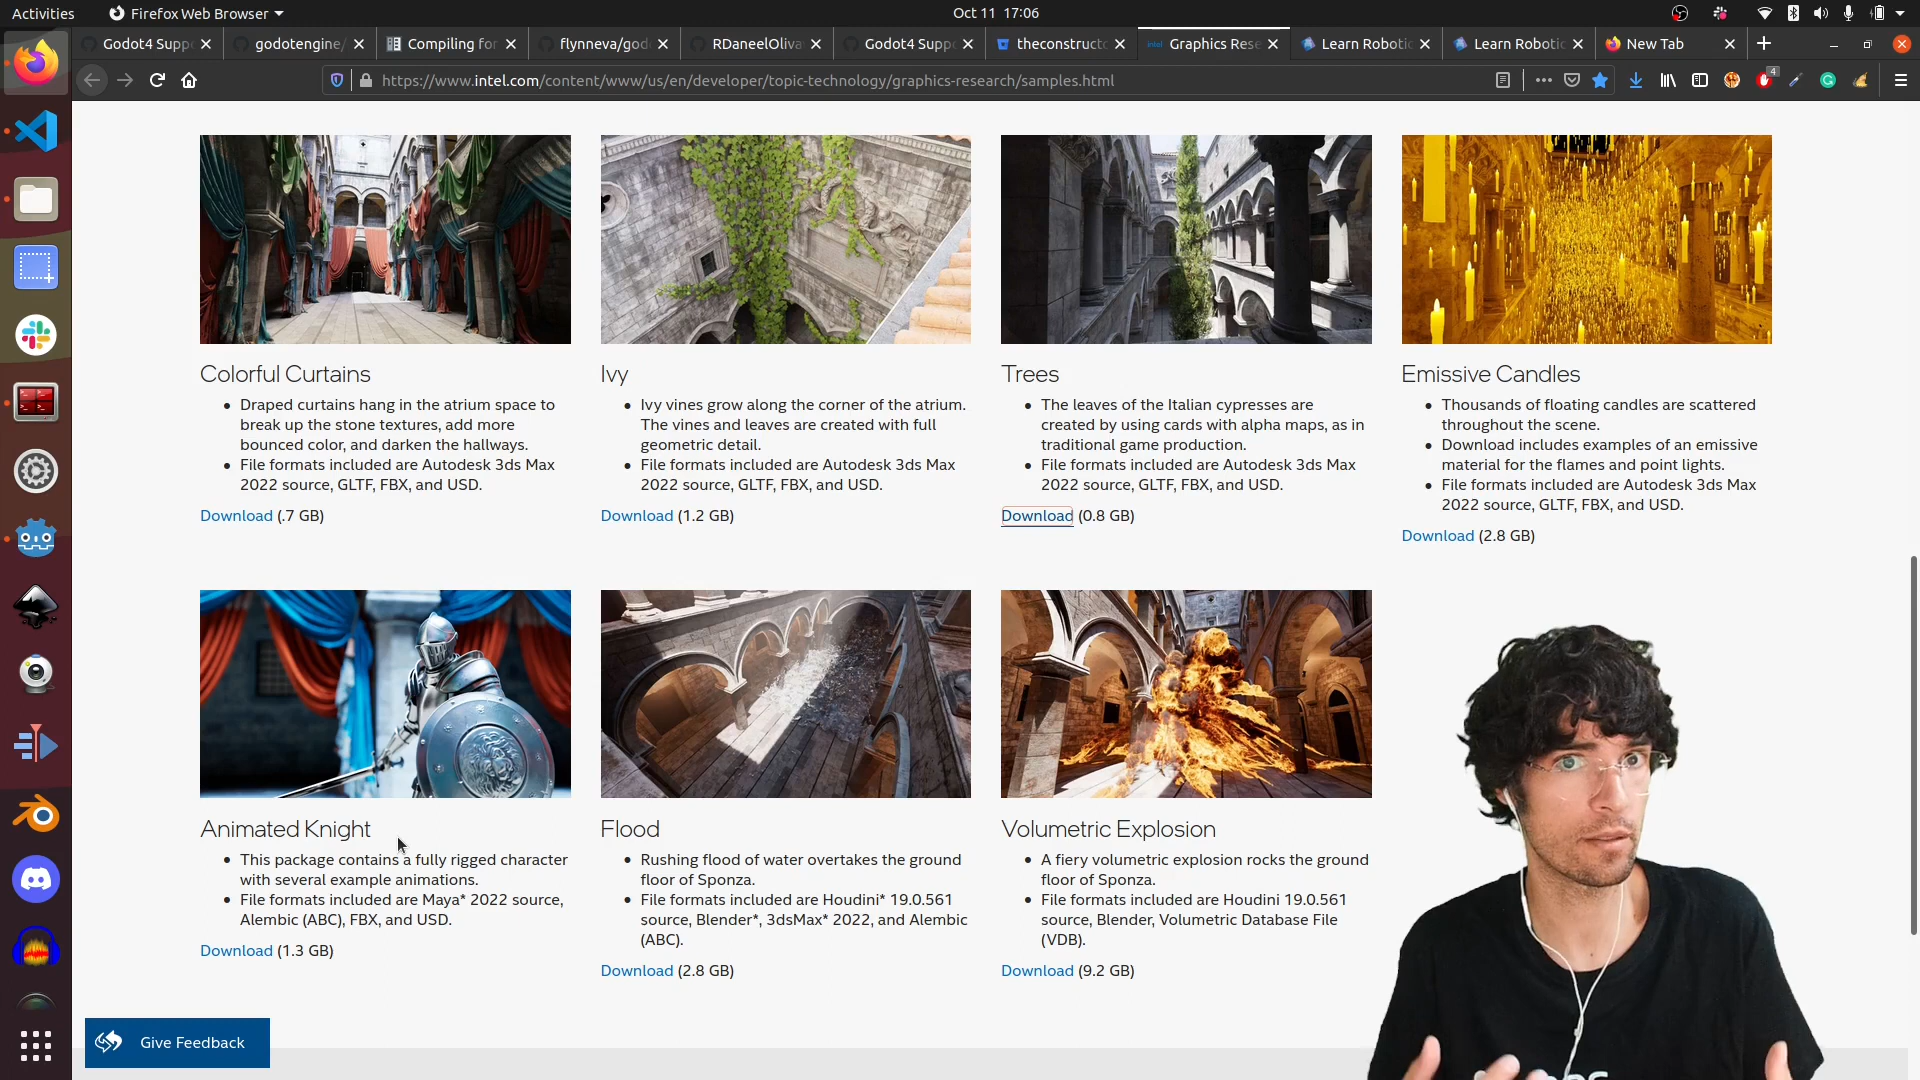 Activities
Firefox Web Browser
Oct 11 17:06
Godot4 Supp
godotengine/
Compiling for
flynneva/god
RDaneelOliva
Godot4 Supp
theconstructo
intel
Graphics Rese
Learn Robotic
Learn Robotic
New Tab
https://www.intel.com/content/www/us/en/developer/topic-technology/graphics-research/samples.html
4
Colorful Curtains
• Draped curtains hang in the atrium space to
break up the stone textures, add more
bounced color, and darken the hallways.
• File formats included are Autodesk 3ds Max
2022 source, GLTF, FBX, and USD.
Download (.7 GB)
Ivy
• Ivy vines grow along the corner of the atrium.
The vines and leaves are created with full
geometric detail.
• File formats included are Autodesk 3ds Max
2022 source, GLTF, FBX, and USD.
Download (1.2 GB)
Trees
• The leaves of the Italian cypresses are
created by using cards with alpha maps, as in
traditional game production.
• File formats included are Autodesk 3ds Max
2022 source, GLTF, FBX, and USD.
Download (0.8 GB)
Emissive Candles
• Thousands of floating candles are scattered
throughout the scene.
• Download includes examples of an emissive
material for the flames and point lights.
• File formats included are Autodesk 3ds Max
2022 source, GLTF, FBX, and USD.
Download (2.8 GB)
Animated Knight
• This package contains a fully rigged character
with several example animations.
• File formats included are Maya* 2022 source,
Alembic (ABC), FBX, and USD.
Download (1.3 GB)
Flood
• Rushing flood of water overtakes the ground
floor of Sponza.
• File formats included are Houdini* 19.0.561
source, Blender*, 3dsMax* 2022, and Alembic
(ABC).
Download (2.8 GB)
Volumetric Explosion
• A fiery volumetric explosion rocks the ground
floor of Sponza.
• File formats included are Houdini 19.0.561
source, Blender, Volumetric Database File
(VDB).
Download (9.2 GB)
Give Feedback